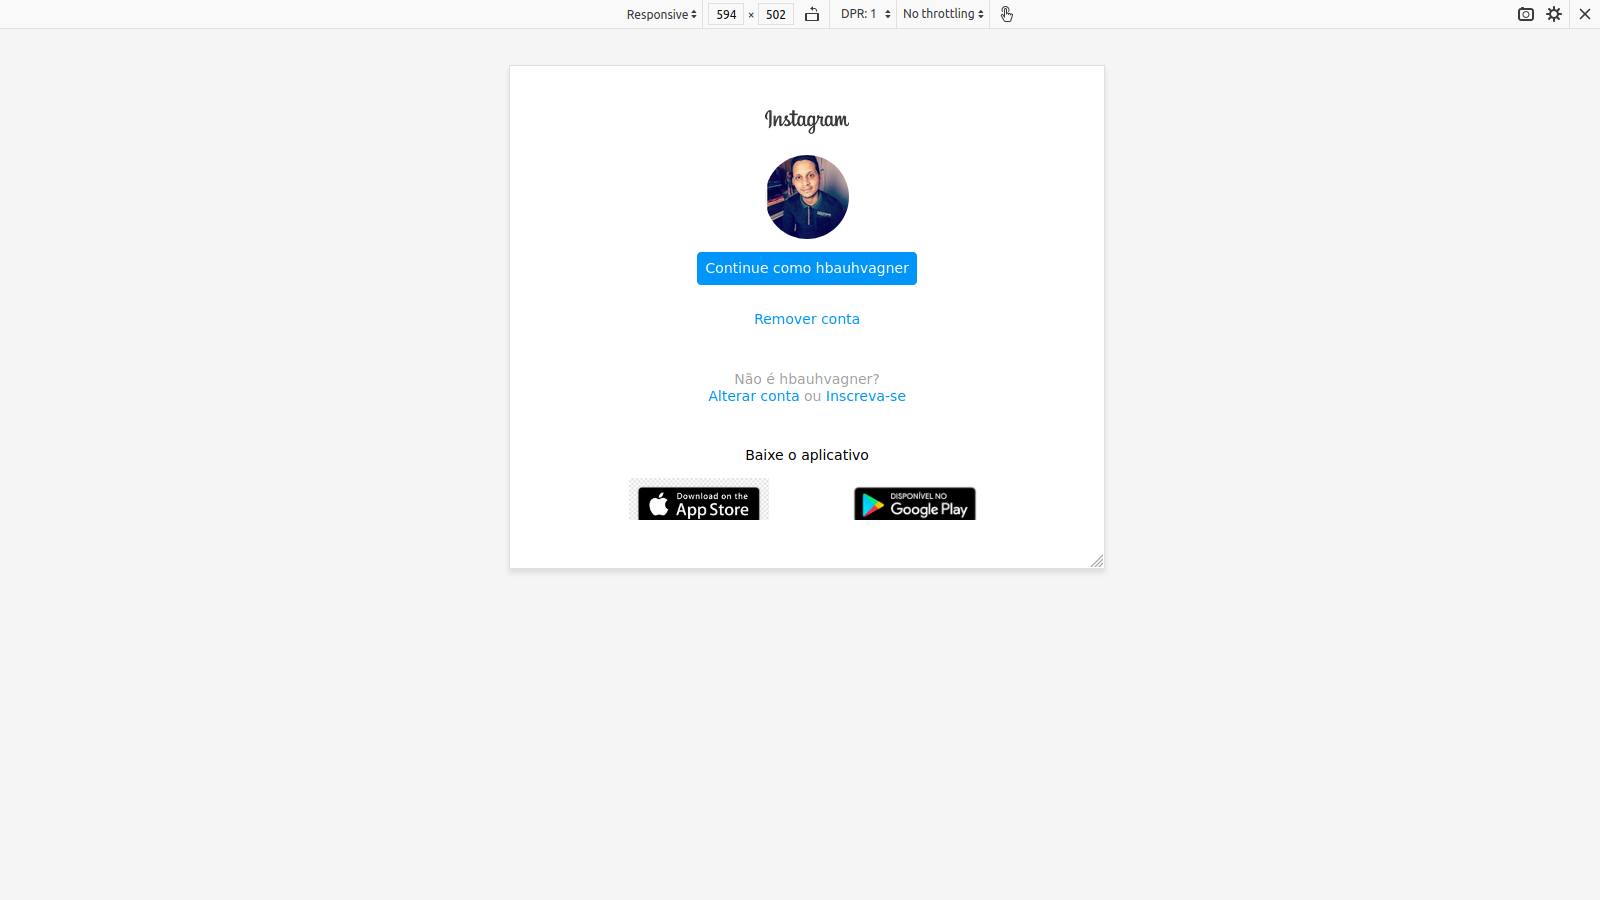 Responsive 594 × 502 DPR: 1 No throttling
Instagram
Continue como hbauhvagner
Remover conta
Não é hbauhvagner?
Alterar conta ou Inscreva-se
Baixe o aplicativo
Download on the
App Store
DISPONÍVEL NO
Google Play